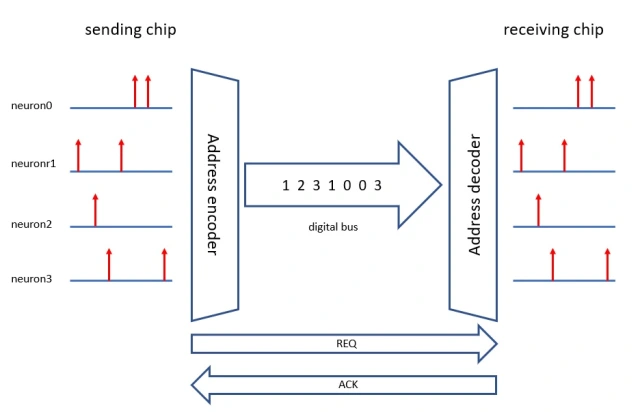 sending chip
receiving chip
neuron0
neuronr1
neuron2
neuron3
Address encoder
1 2 3 1 0 0 3
digital bus
Address decoder
REQ
ACK